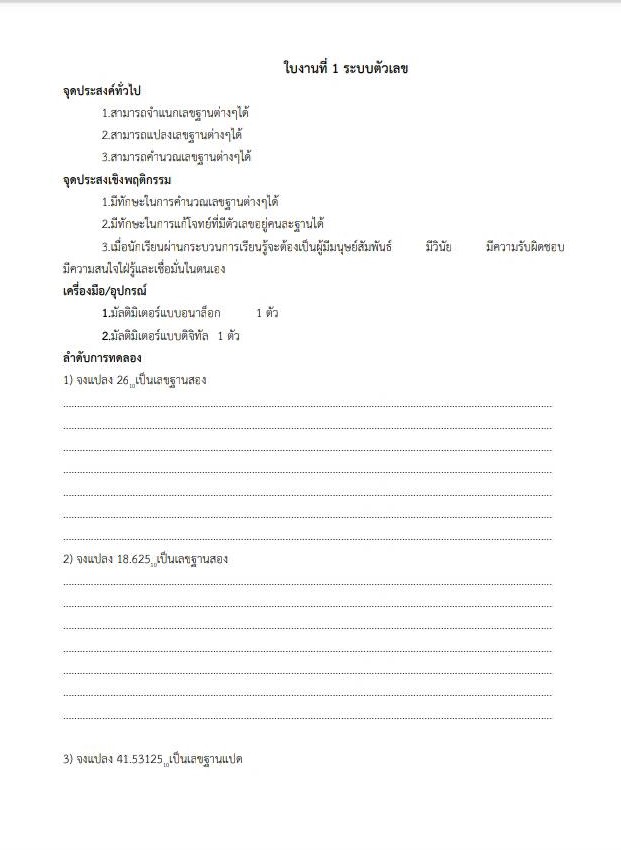 ใบงานที่ 1 ระบบตัวเลข
จุดประสงค์ทั่วไป
1.สามารถจำแนกเลขฐานต่างๆได้
2.สามารถแปลงเลขฐานต่างๆได้
3.สามารถคำนวณเลขฐานต่างๆได้
จุดประสงเชิงพฤติกรรม
1.มีทักษะในการคำนวณเลขฐานต่างๆได้
2.มีทักษะในการแก้โจทย์ที่มีตัวเลขอยู่คนละฐานได้
3.เมื่อนักเรียนผ่านกระบวนการเรียนรู้จะต้องเป็นผู้มีมนุษย์สัมพันธ์ มีวินัย มีความรับผิดชอบ
มีความสนใจใฝ่รู้และเชื่อมั่นในตนเอง
เครื่องมือ/อุปกรณ์
1.มัลติมิเตอร์แบบอนาล็อก 1 ตัว
2.มัลติมิเตอร์แบบดิจิทัล 1 ตัว
ลำดับการทดลอง
1) จงแปลง 26₁₀เป็นเลขฐานสอง
2) จงแปลง 18.625₁₀เป็นเลขฐานสอง
3) จงแปลง 41.53125₁₀เป็นเลขฐานแปด